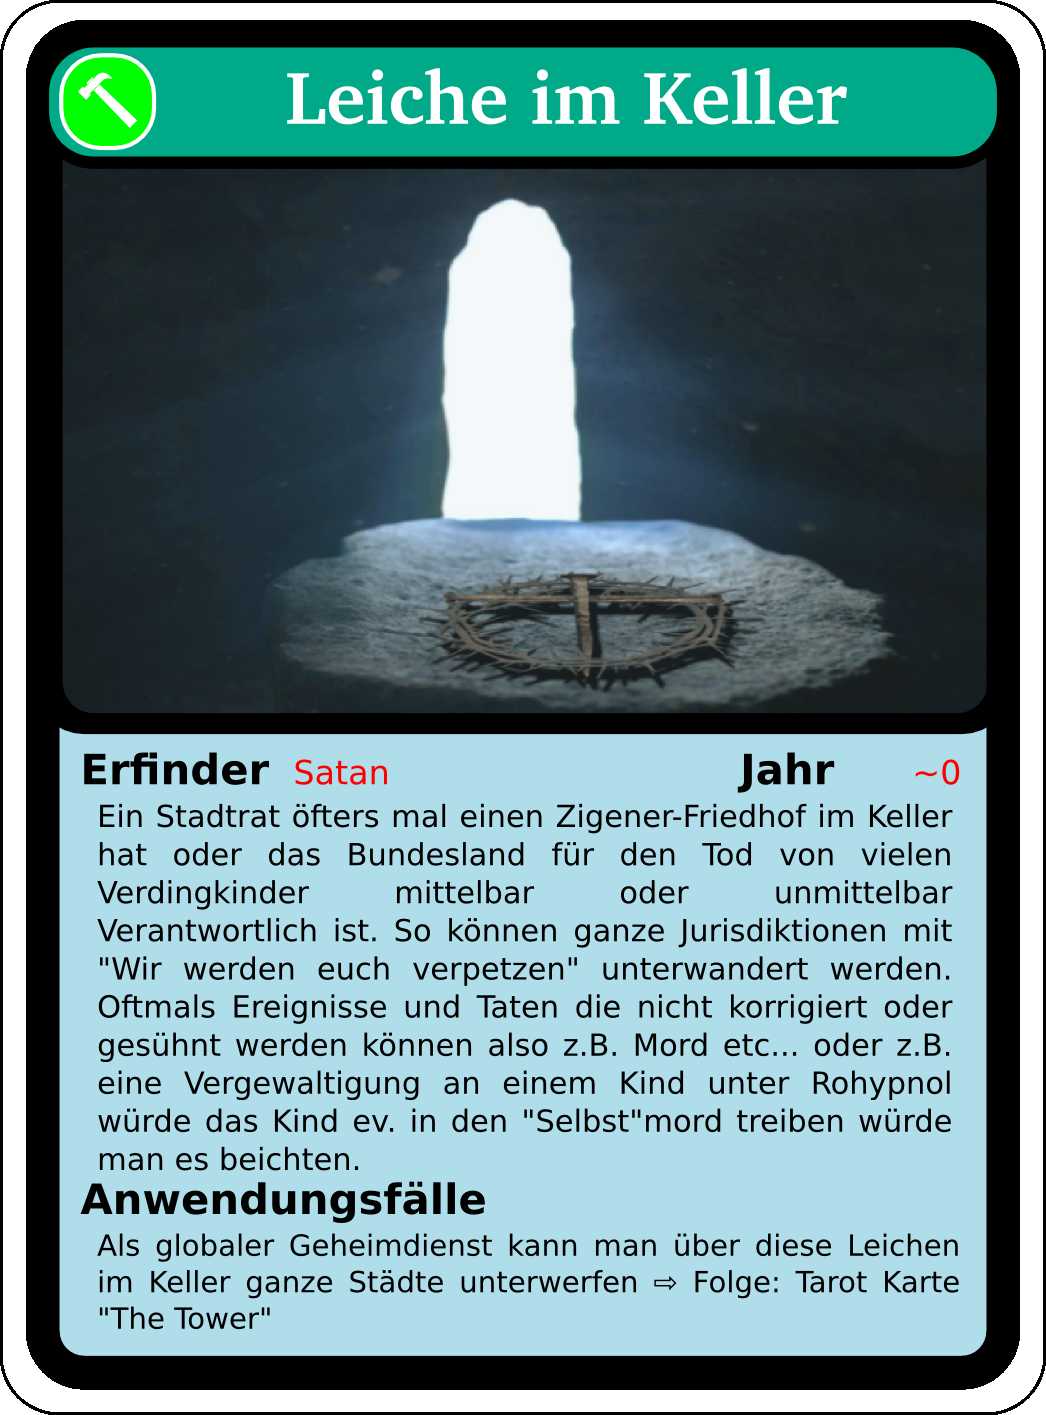 Leiche im Keller
Erfinder Satan Jahr ~0
Ein Stadtrat öfters mal einen Zigener-Friedhof im Keller
hat oder das Bundesland für den Tod von vielen
Verdingkinder mittelbar oder unmittelbar
Verantwortlich ist. So können ganze Jurisdiktionen mit
"Wir werden euch verpetzen" unterwandert werden.
Oftmals Ereignisse und Taten die nicht korrigiert oder
gesühnt werden können also z.B. Mord etc... oder z.B.
eine Vergewaltigung an einem Kind unter Rohypnol
würde das Kind ev. in den "Selbst"mord treiben würde
man es beichten.
Anwendungsfälle
Als globaler Geheimdienst kann man über diese Leichen
im Keller ganze Städte unterwerfen ⇨ Folge: Tarot Karte
"The Tower"